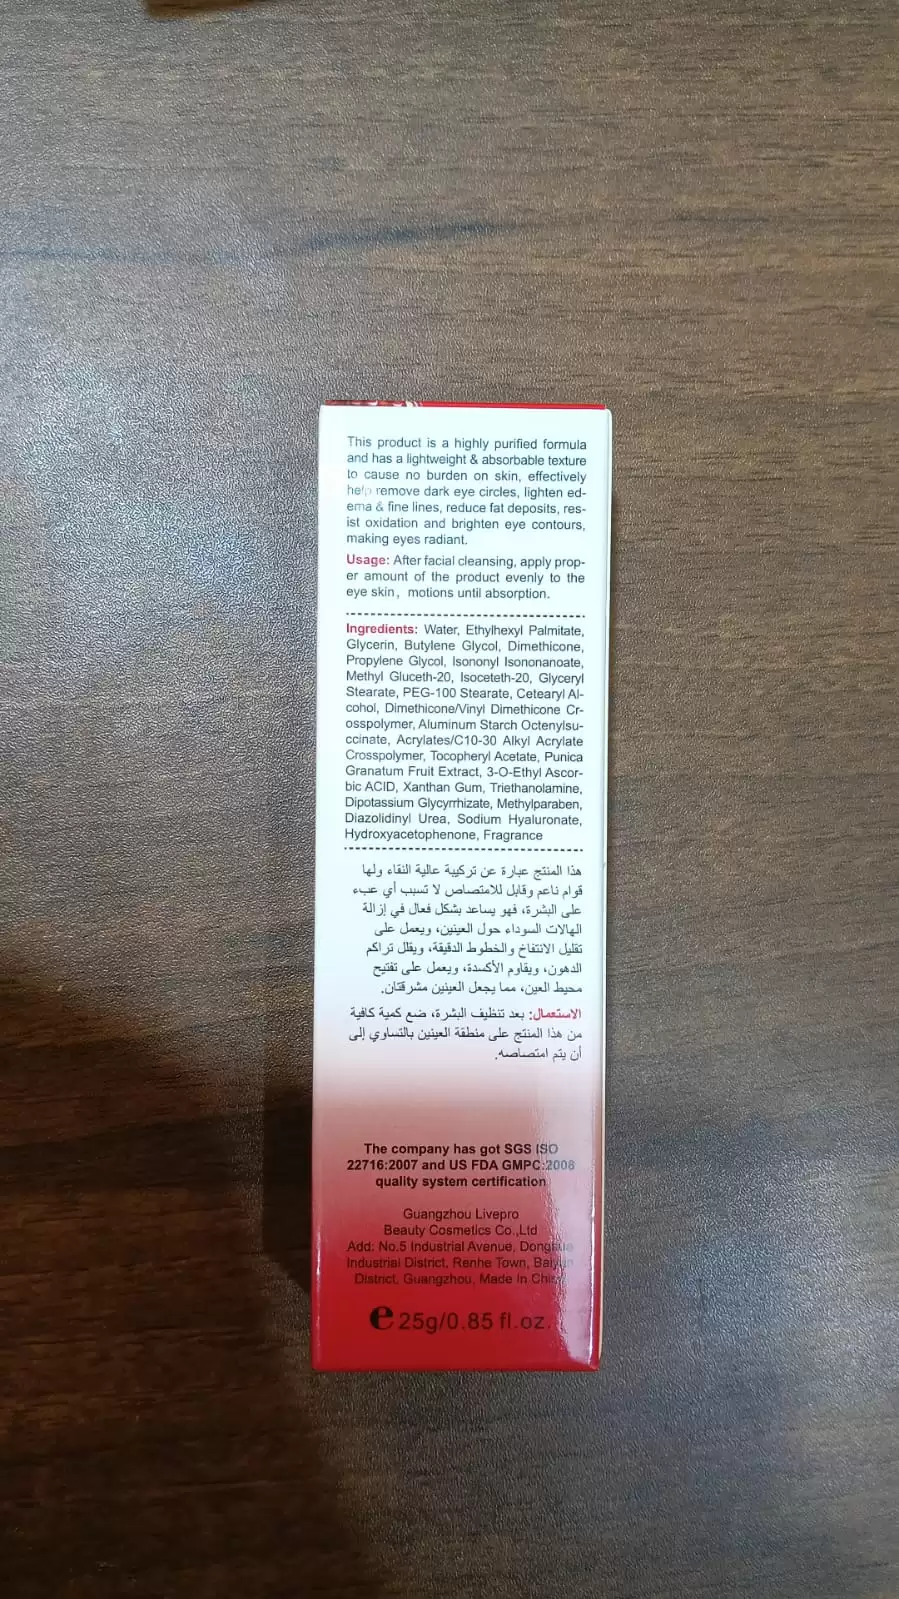 This product is a highly purified formula
and has a lightweight & absorbable texture
to cause no burden on skin, effectively
help remove dark eye circles, lighten ed-
ema & fine lines, reduce fat deposits, res-
ist oxidation and brighten eye contours,
making eyes radiant.
Usage: After facial cleansing, apply prop-
er amount of the product evenly to the
eye skin, motions until absorption.
Ingredients: Water, Ethylhexyl Palmitate,
Glycerin, Butylene Glycol, Dimethicone,
Propylene Glycol, Isononyl Isononanoate,
Methyl Gluceth-20, Isoceteth-20, Glyceryl
Stearate, PEG-100 Stearate, Cetearyl Al-
cohol, Dimethicone/Vinyl Dimethicone Cr-
osspolymer, Aluminum Starch Octenylsu-
ccinate, Acrylates/C10-30 Alkyl Acrylate
Crosspolymer, Tocopheryl Acetate, Punica
Granatum Fruit Extract, 3-O-Ethyl Ascor-
bic ACID, Xanthan Gum, Triethanolamine,
Dipotassium Glycyrrhizate, Methylparaben,
Diazolidinyl Urea, Sodium Hyaluronate,
Hydroxyacetophenone, Fragrance
هذا المنتج عبارة عن تركيبة عالية النقاء ولها
قوام ناعم وقابل للامتصاص لا تسبب أي عبء
على البشرة، فهو يساعد بشكل فعال في إزالة
الهالات السوداء حول العينين، ويعمل على
تقليل الانتفاخ والخطوط الدقيقة، ويقلل تراكم
الدهون، ويقاوم الأكسدة، ويعمل على تفتيح
محيط العين، مما يجعل العينين مشرقتان.
الاستعمال: بعد تنظيف البشرة، ضع كمية كافية
من هذا المنتج على منطقة العينين بالتساوي إلى
أن يتم امتصاصه.
The company has got SGS ISO
22716:2007 and US FDA GMPC:2008
quality system certification
Guangzhou Livepro
Beauty Cosmetics Co.,Ltd
Add: No.5 Industrial Avenue,
Industrial District, Renhe Town,
District, Guangzhou, Made In China
e 25g/0.85 fl.oz.